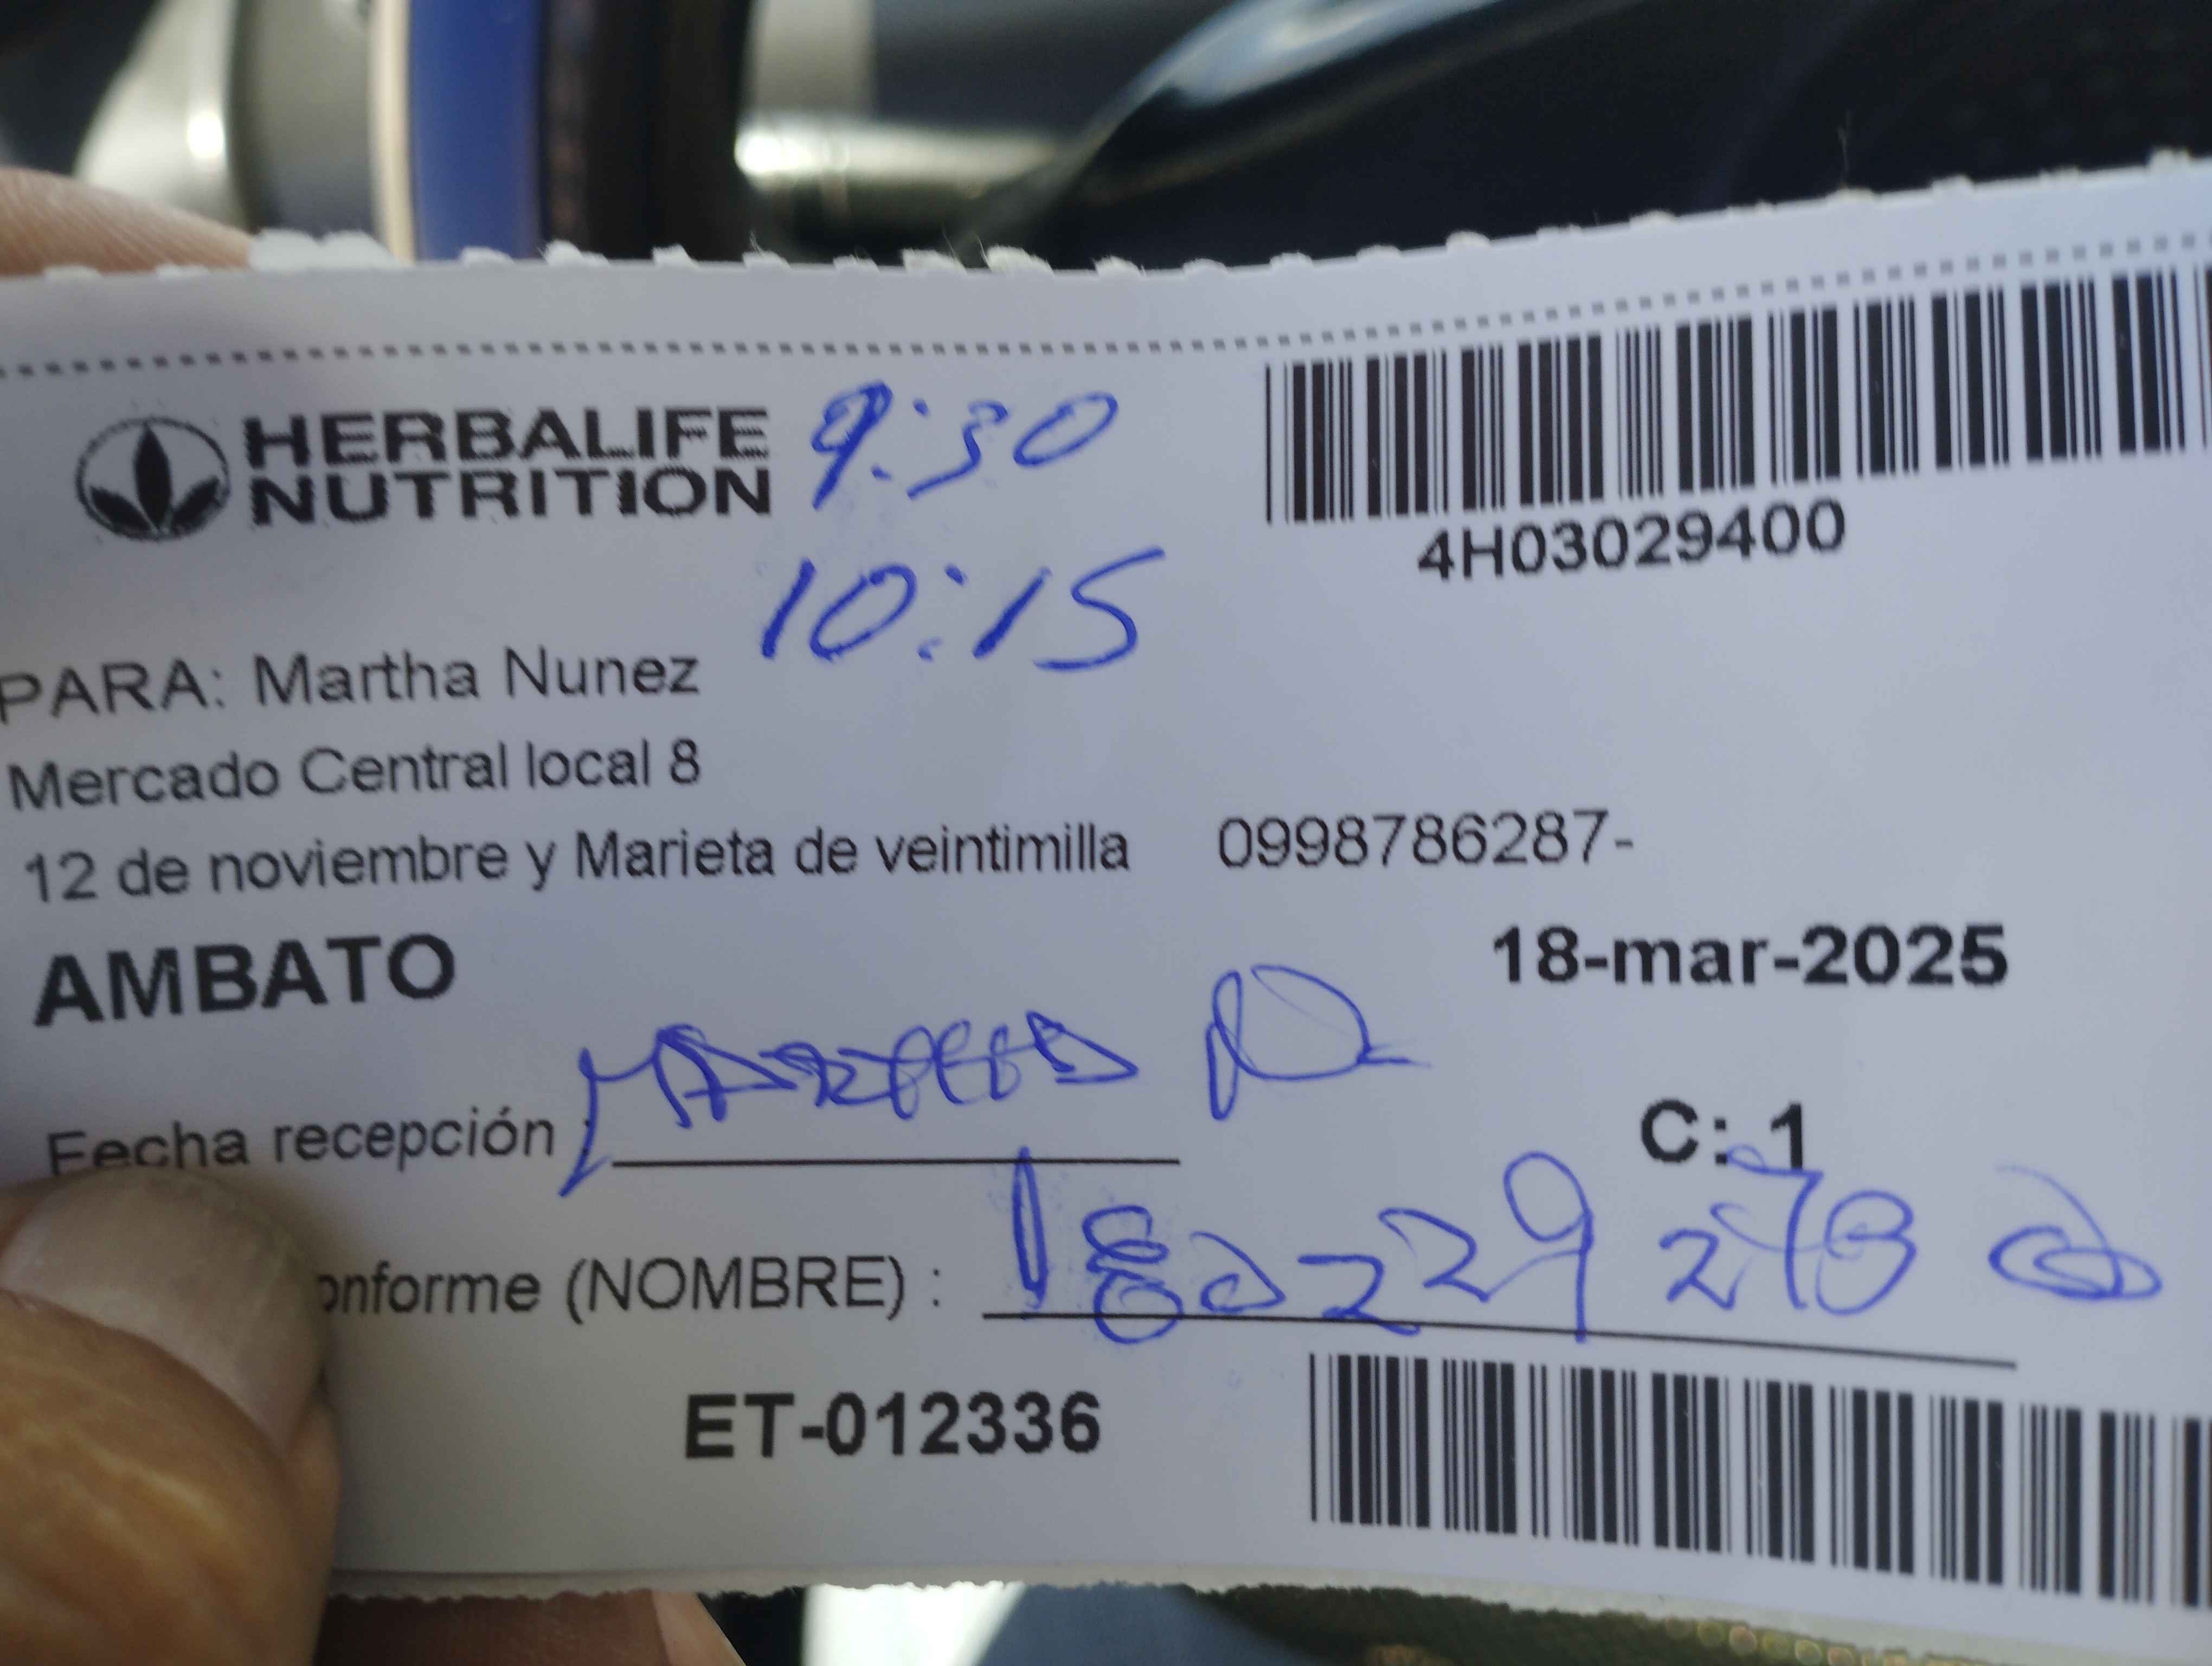 HERBALIFE
NUTRITION
9:30
10:15
4H03029400
PARA: Martha Nunez
Mercado Central local 8
12 de noviembre y Marieta de veintimilla 0998786287-
AMBATO
18-mar-2025
Fecha recepción
C: 1
onforme (NOMBRE) :
ET-012336